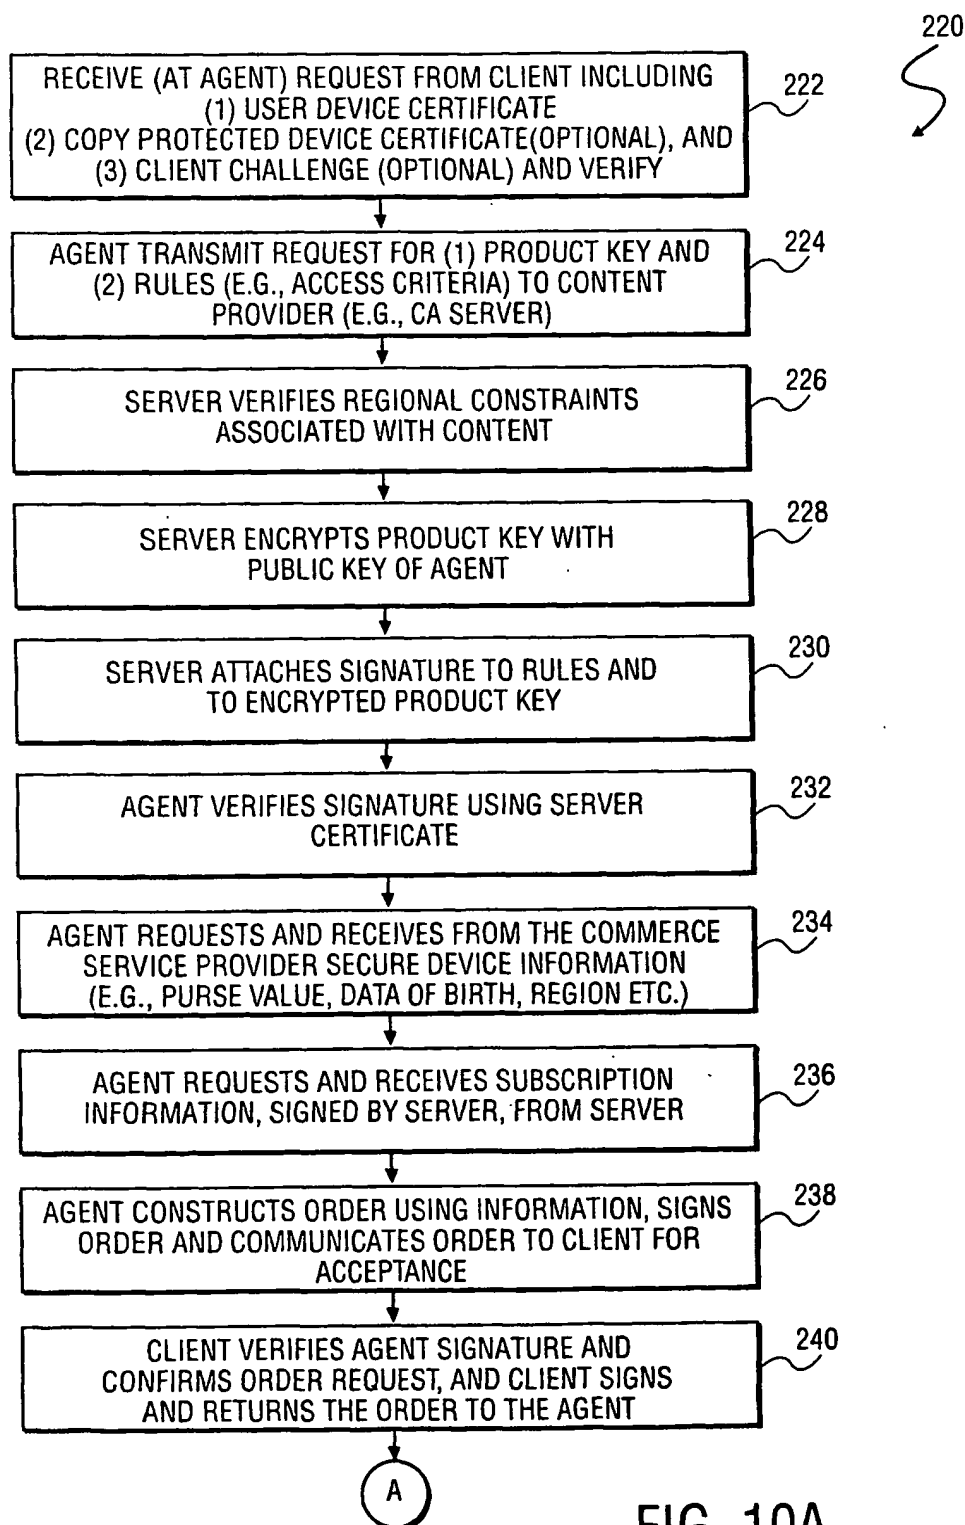 220
RECEIVE (AT AGENT) REQUEST FROM CLIENT INCLUDING
(1) USER DEVICE CERTIFICATE
(2) COPY PROTECTED DEVICE CERTIFICATE(OPTIONAL), AND
(3) CLIENT CHALLENGE (OPTIONAL) AND VERIFY
222
AGENT TRANSMIT REQUEST FOR (1) PRODUCT KEY AND
(2) RULES (E.G., ACCESS CRITERIA) TO CONTENT
PROVIDER (E.G., CA SERVER)
224
SERVER VERIFIES REGIONAL CONSTRAINTS
ASSOCIATED WITH CONTENT
226
SERVER ENCRYPTS PRODUCT KEY WITH
PUBLIC KEY OF AGENT
228
SERVER ATTACHES SIGNATURE TO RULES AND
TO ENCRYPTED PRODUCT KEY
230
AGENT VERIFIES SIGNATURE USING SERVER
CERTIFICATE
232
AGENT REQUESTS AND RECEIVES FROM THE COMMERCE
SERVICE PROVIDER SECURE DEVICE INFORMATION
(E.G., PURSE VALUE, DATA OF BIRTH, REGION ETC.)
234
AGENT REQUESTS AND RECEIVES SUBSCRIPTION
INFORMATION, SIGNED BY SERVER, FROM SERVER
236
AGENT CONSTRUCTS ORDER USING INFORMATION, SIGNS
ORDER AND COMMUNICATES ORDER TO CLIENT FOR
ACCEPTANCE
238
CLIENT VERIFIES AGENT SIGNATURE AND
CONFIRMS ORDER REQUEST, AND CLIENT SIGNS
AND RETURNS THE ORDER TO THE AGENT
240
A
FIG. 10A